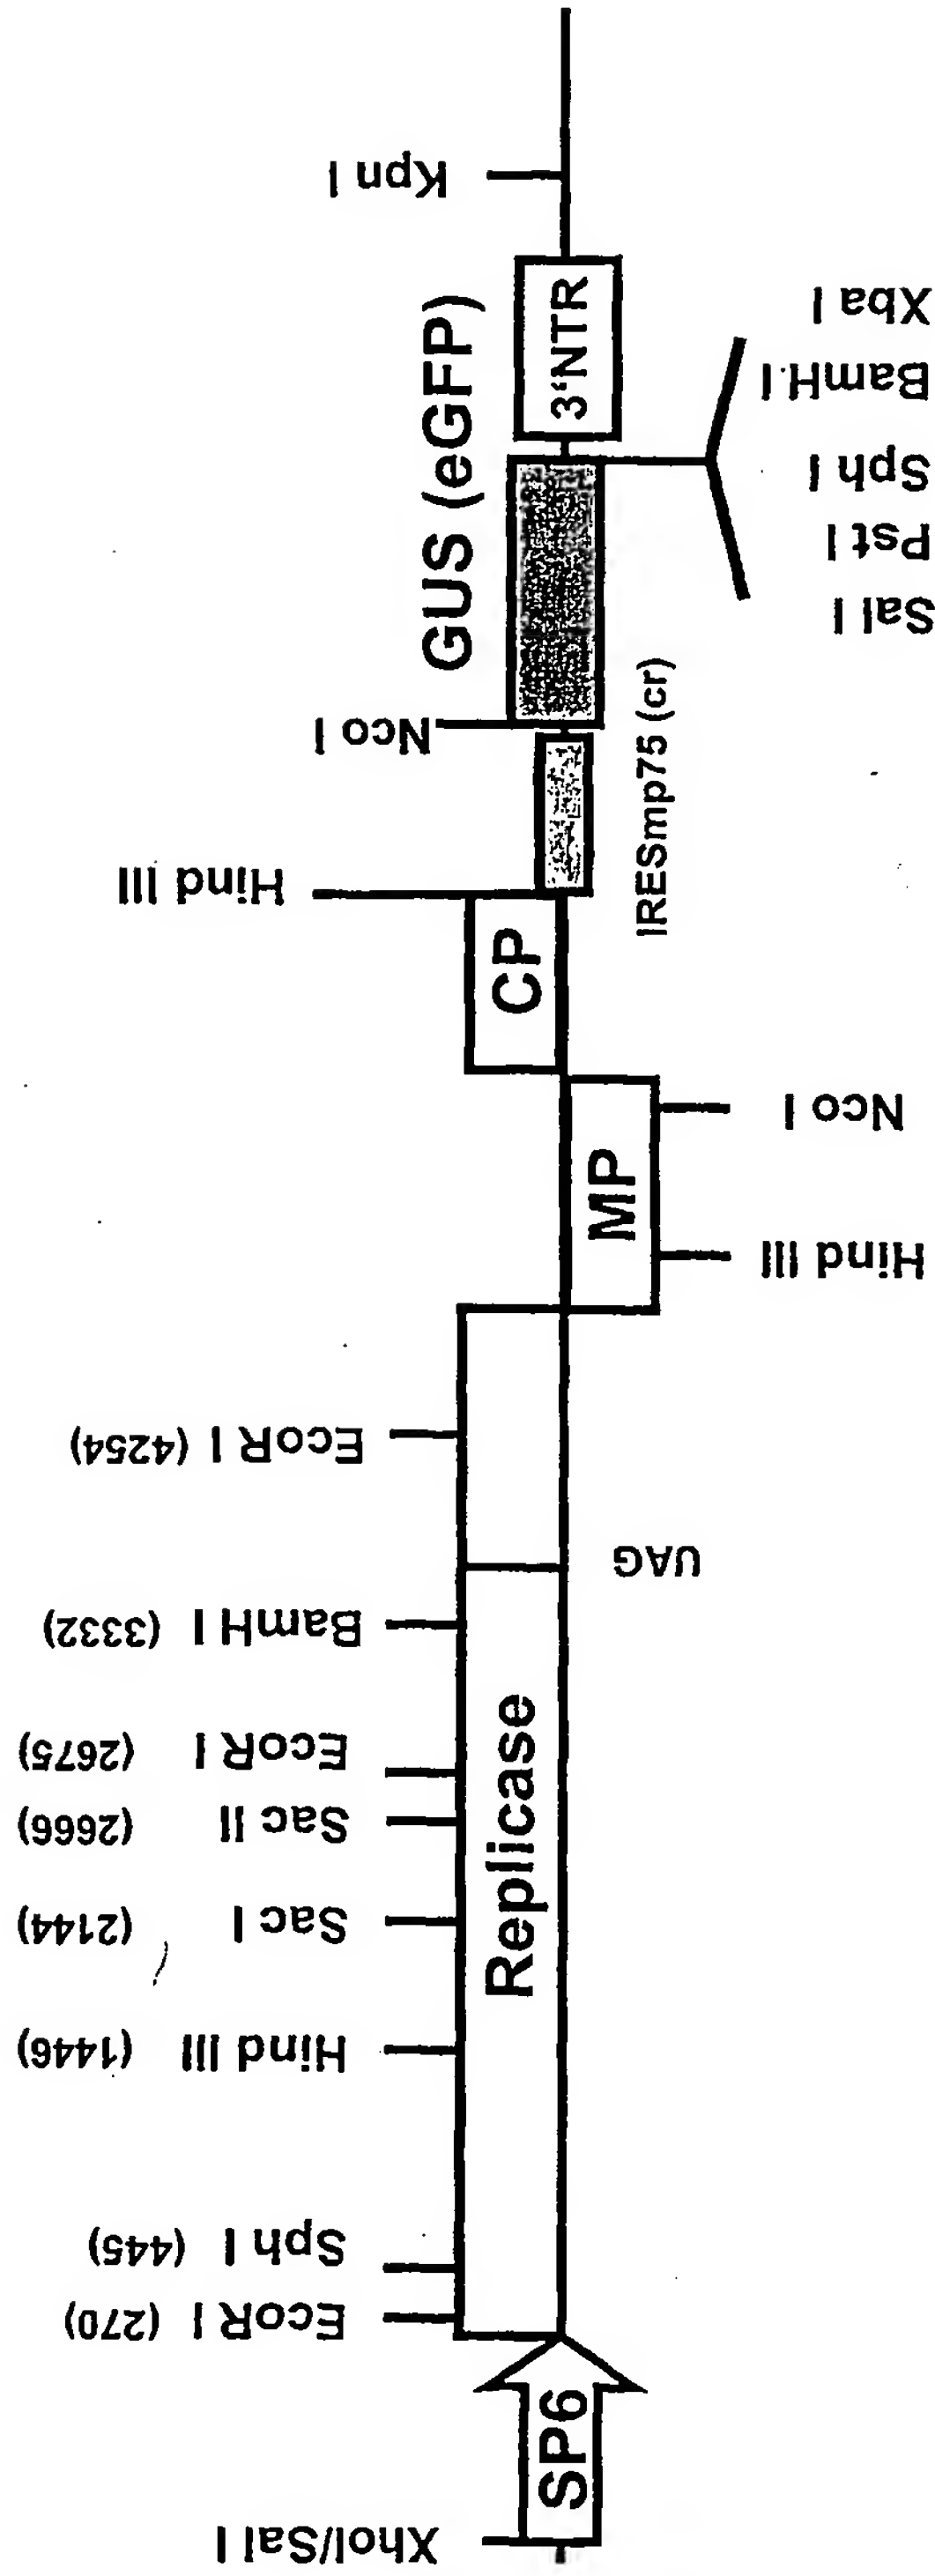 XhoI/Sal I
SP6
EcoR I (270)
Sph I (445)
Hind III (1446)
Sac I (2144)
Sac II (2666)
EcoR I (2675)
BamH I (3332)
EcoR I (4254)
Replicase
UAG
MP
Hind III
Nco I
CP
Hind III
IRESmp75 (cr)
Nco I
GUS (eGFP)
Sal I
Pst I
Sph I
BamH I
Xba I
3'NTR
Kpn I